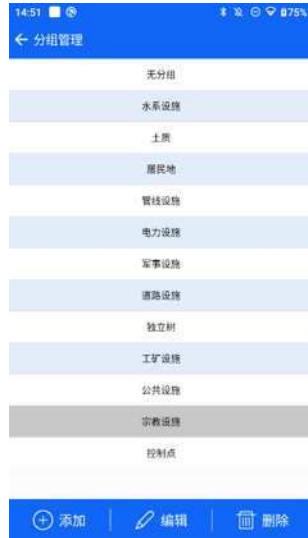 14:51 75%
分组管理
无分组
水系设施
土质
居民地
管线设施
电力设施
军事设施
道路设施
独立树
工矿设施
公共设施
宗教设施
控制点
添加 编辑 删除